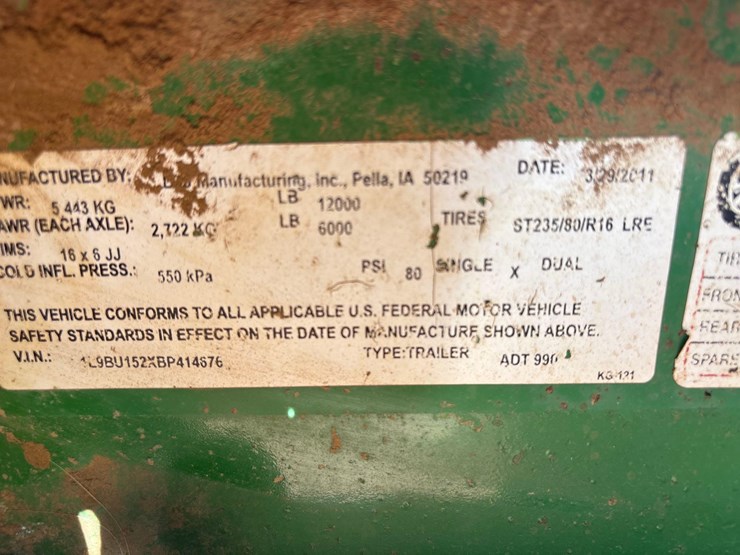 NUFACTURED BY: Manufacturing, Inc., Pella, IA 50219 DATE: 3/29/2011
WR: 5 443 KG LB 12000
AWR (EACH AXLE): 2,722 KG LB 6000 TIRES ST235/80/R16 LRE
IMS: 16 x 6 JJ
COLD INFL. PRESS.: 550 kPa PSI 80 SINGLE X DUAL
THIS VEHICLE CONFORMS TO ALL APPLICABLE U.S. FEDERAL MOTOR VEHICLE
SAFETY STANDARDS IN EFFECT ON THE DATE OF MANUFACTURE SHOWN ABOVE.
V.I.N.: 1L9BU152XBP414676 TYPE:TRAILER ADT 990
KG 121
TIR
FRON
REAR
SPARE